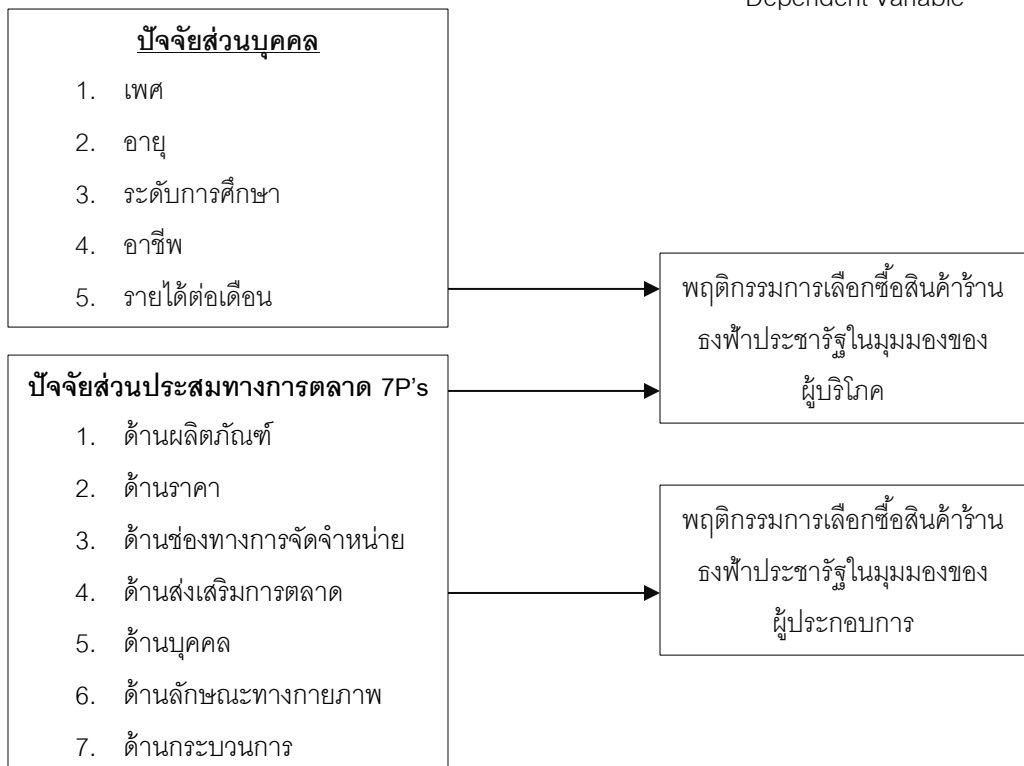 Dependent Variable
ปัจจัยส่วนบุคคล
1. เพศ
2. อายุ
3. ระดับการศึกษา
4. อาชีพ
5. รายได้ต่อเดือน
ปัจจัยส่วนประสมทางการตลาด 7P's
1. ด้านผลิตภัณฑ์
2. ด้านราคา
3. ด้านช่องทางการจัดจำหน่าย
4. ด้านส่งเสริมการตลาด
5. ด้านบุคคล
6. ด้านลักษณะทางกายภาพ
7. ด้านกระบวนการ
พฤติกรรมการเลือกซื้อสินค้าร้าน
ธงฟ้าประชารัฐในมุมมองของ
ผู้บริโภค
พฤติกรรมการเลือกซื้อสินค้าร้าน
ธงฟ้าประชารัฐในมุมมองของ
ผู้ประกอบการ